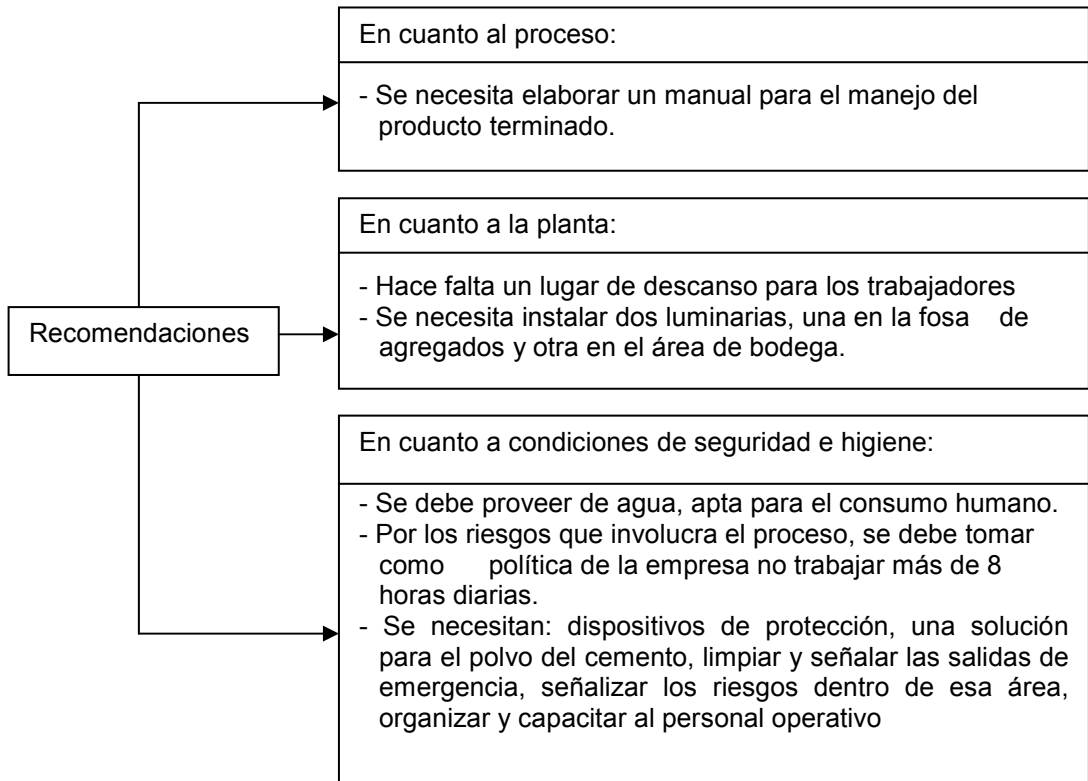 En cuanto al proceso:
- Se necesita elaborar un manual para el manejo del
producto terminado.
En cuanto a la planta:
- Hace falta un lugar de descanso para los trabajadores
- Se necesita instalar dos luminarias, una en la fosa de
agregados y otra en el área de bodega.
Recomendaciones
En cuanto a condiciones de seguridad e higiene:
- Se debe proveer de agua, apta para el consumo humano.
- Por los riesgos que involucra el proceso, se debe tomar
como política de la empresa no trabajar más de 8
horas diarias.
- Se necesitan: dispositivos de protección, una solución
para el polvo del cemento, limpiar y señalar las salidas de
emergencia, señalizar los riesgos dentro de esa área,
organizar y capacitar al personal operativo